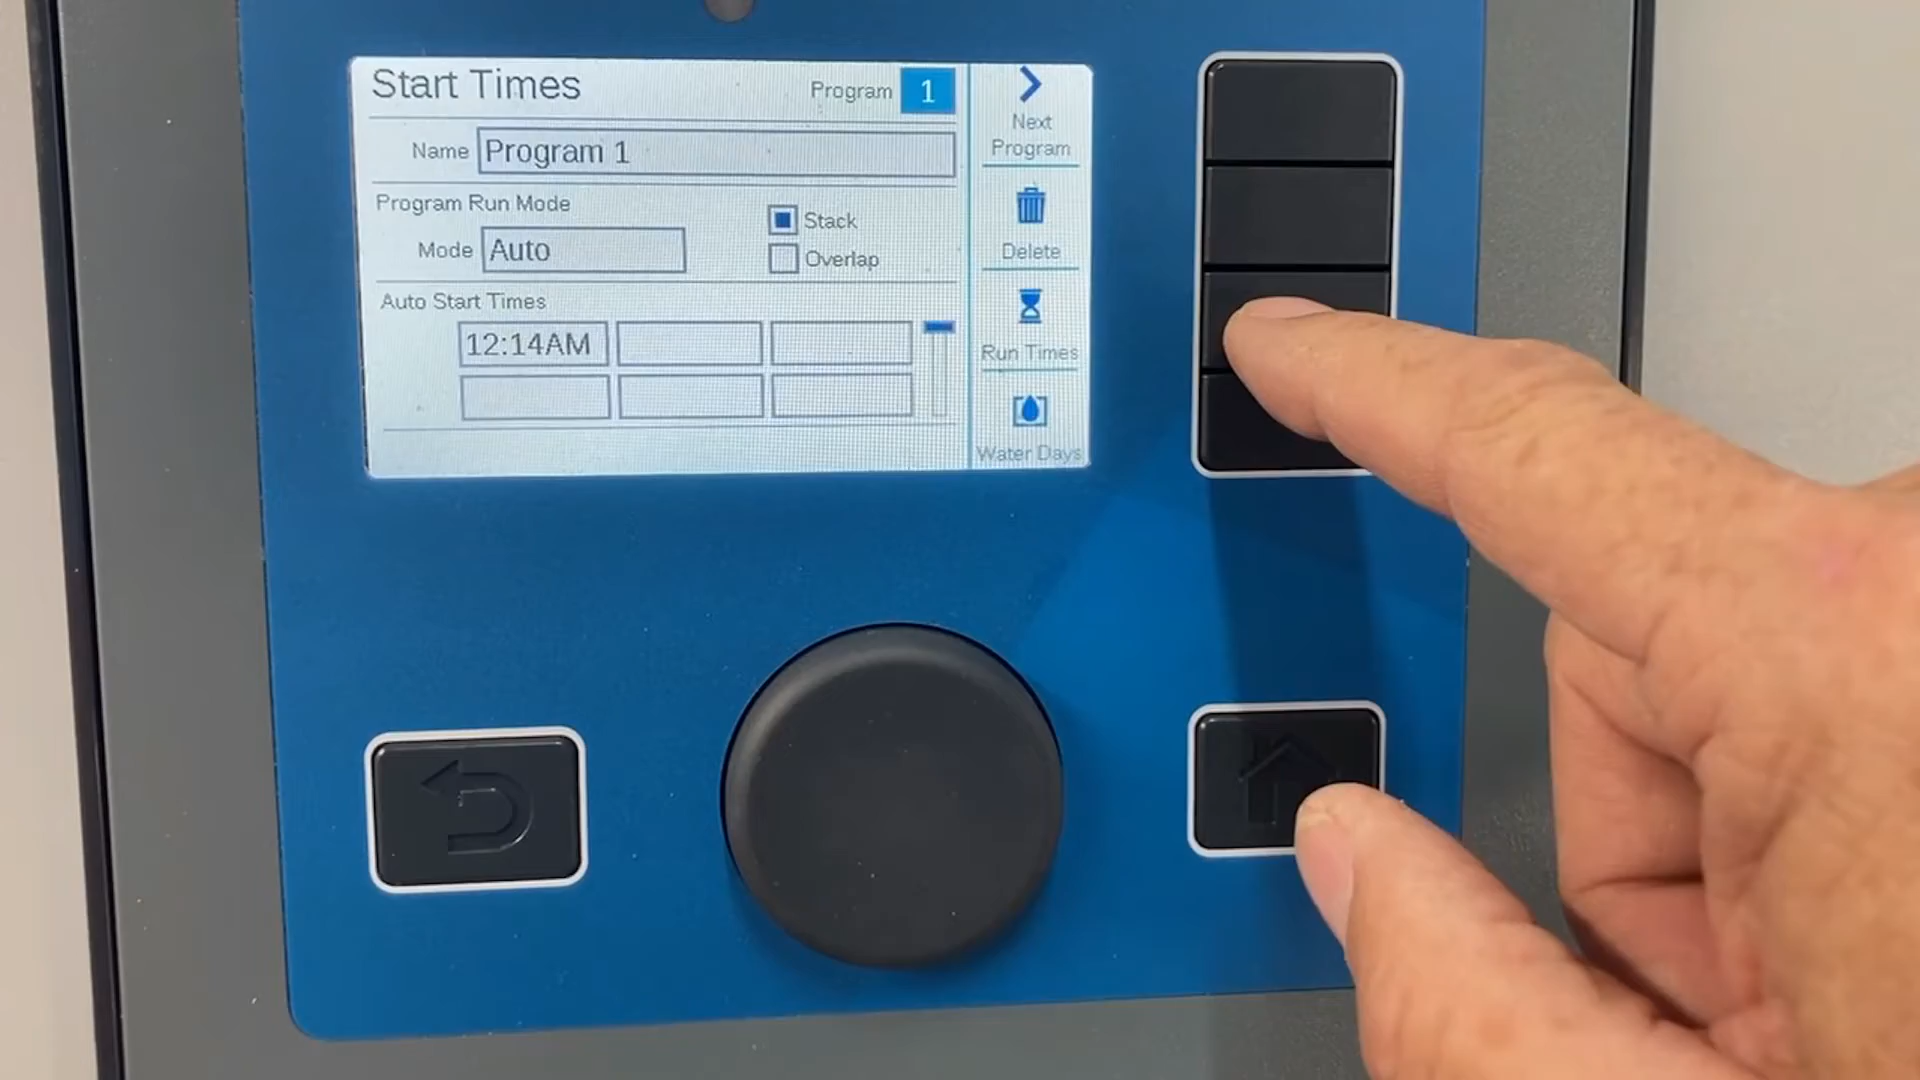 Start Times Program 1
Name Program 1
Program Run Mode
Stack
Mode Auto
Overlap
Auto Start Times
12:14AM
Next
Program
Delete
Run Times
Water Days